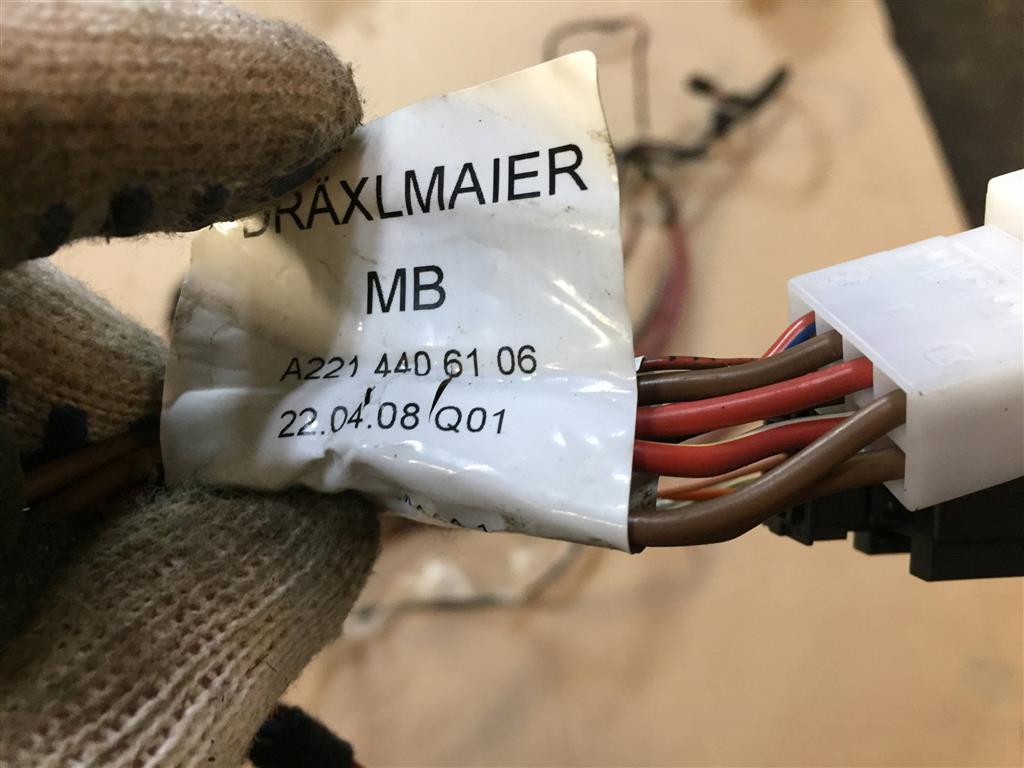 DRÄXLMAIER
MB
A221 440 61 06
22.04.08 Q01